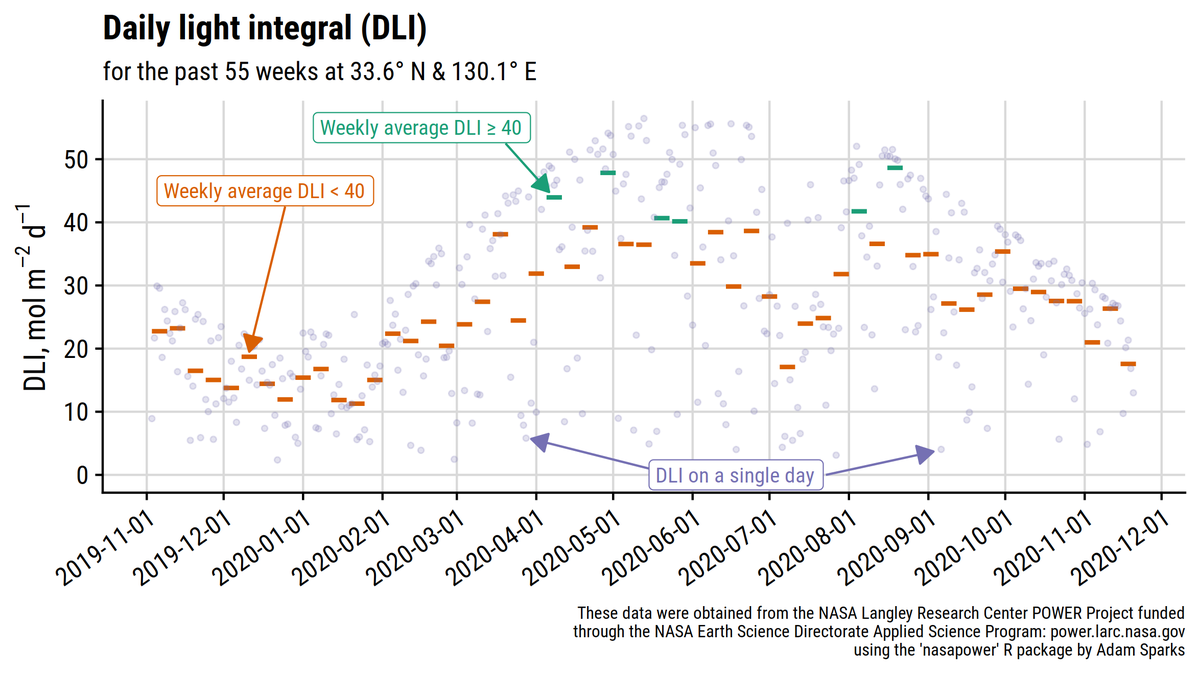 Daily light integral (DLI)
for the past 55 weeks at 33.6° N & 130.1° E
Weekly average DLI ≥ 40
Weekly average DLI < 40
DLI on a single day
DLI, mol m⁻² d⁻¹
50
40
30
20
10
0
2019-11-01
2019-12-01
2020-01-01
2020-02-01
2020-03-01
2020-04-01
2020-05-01
2020-06-01
2020-07-01
2020-08-01
2020-09-01
2020-10-01
2020-11-01
2020-12-01
These data were obtained from the NASA Langley Research Center POWER Project funded
through the NASA Earth Science Directorate Applied Science Program: power.larc.nasa.gov
using the 'nasapower' R package by Adam Sparks